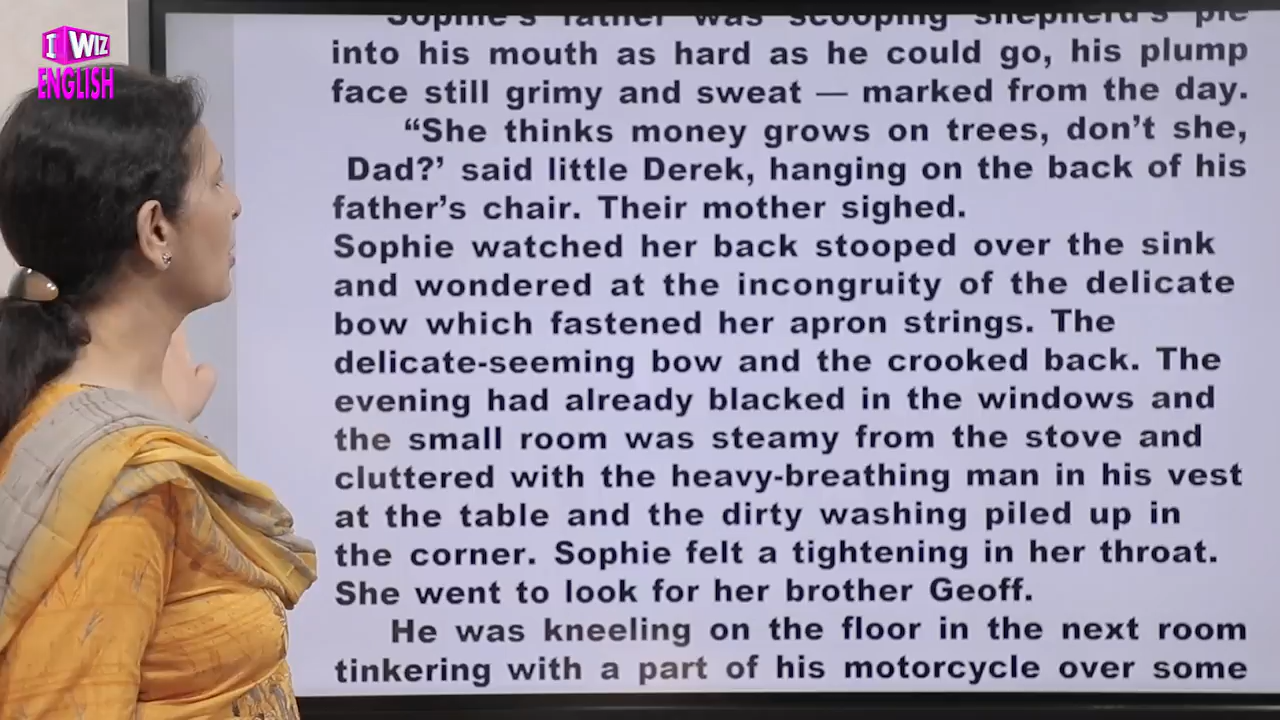 I WIZ
ENGLISH
Sophie's father was scooping shepherd's pie
into his mouth as hard as he could go, his plump
face still grimy and sweat — marked from the day.
“She thinks money grows on trees, don't she,
Dad?’ said little Derek, hanging on the back of his
father’s chair. Their mother sighed.
Sophie watched her back stooped over the sink
and wondered at the incongruity of the delicate
bow which fastened her apron strings. The
delicate-seeming bow and the crooked back. The
evening had already blacked in the windows and
the small room was steamy from the stove and
cluttered with the heavy-breathing man in his vest
at the table and the dirty washing piled up in
the corner. Sophie felt a tightening in her throat.
She went to look for her brother Geoff.
He was kneeling on the floor in the next room
tinkering with a part of his motorcycle over some